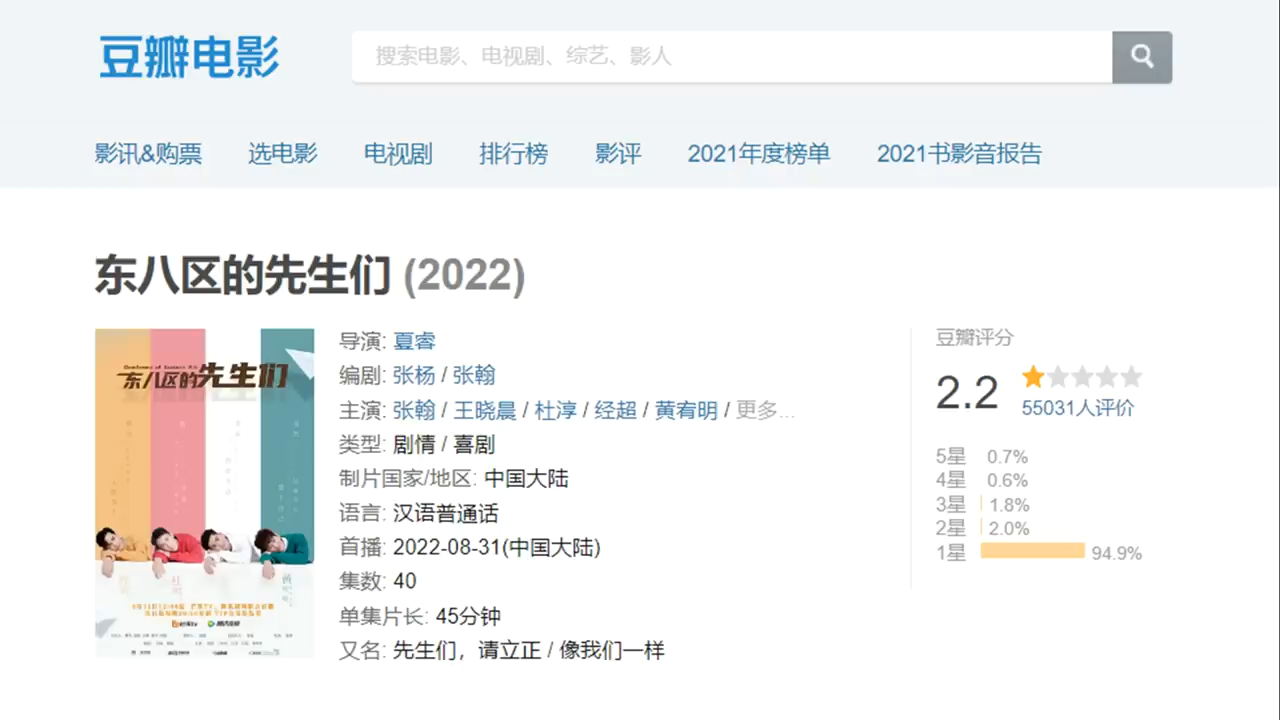 豆瓣电影
搜索电影、电视剧、综艺、影人
影讯&购票 选电影 电视剧 排行榜 影评 2021年度榜单 2021书影音报告
东八区的先生们 (2022)
东八区的先生们
导演: 夏睿
编剧: 张杨 / 张翰
主演: 张翰 / 王晓晨 / 杜淳 / 经超 / 黄宥明 / 更多...
类型: 剧情 / 喜剧
制片国家/地区: 中国大陆
语言: 汉语普通话
首播: 2022-08-31(中国大陆)
集数: 40
单集片长: 45分钟
又名: 先生们，请立正 / 像我们一样
豆瓣评分
2.2
55031人评价
5星 0.7%
4星 0.6%
3星 1.8%
2星 2.0%
1星 94.9%